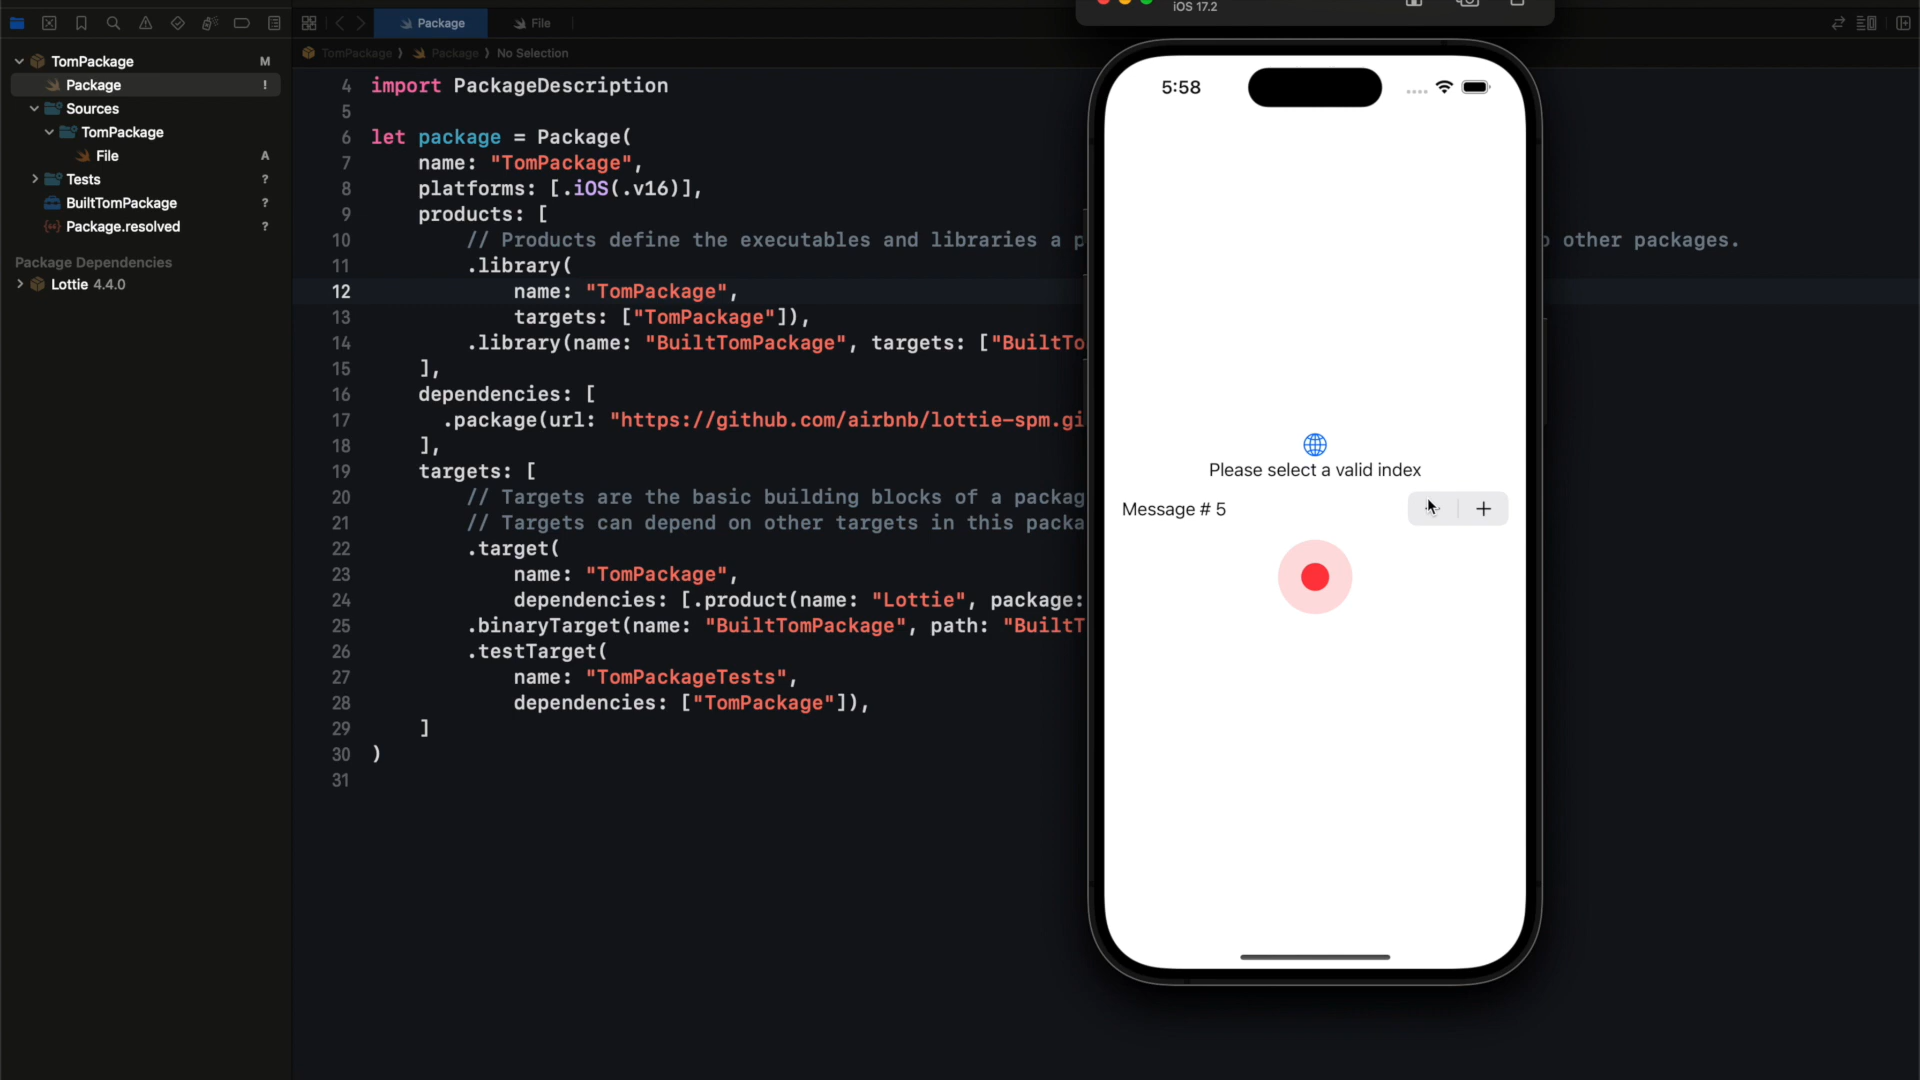 Package
File
iOS 17.2
TomPackage
M
Package
!
Sources
TomPackage
File
A
Tests
?
BuiltTomPackage
?
Package.resolved
?
Package Dependencies
Lottie 4.4.0
TomPackage
Package
No Selection
4 import PackageDescription
5
6 let package = Package(
7 name: "TomPackage",
8 platforms: [.iOS(.v16)],
9 products: [
10 // Products define the executables and libraries a p
other packages.
11 .library(
12 name: "TomPackage",
13 targets: ["TomPackage"]),
14 .library(name: "BuiltTomPackage", targets: ["BuiltTo
15 ],
16 dependencies: [
17 .package(url: "https://github.com/airbnb/lottie-spm.gi
18 ],
19 targets: [
20 // Targets are the basic building blocks of a packag
21 // Targets can depend on other targets in this packa
22 .target(
23 name: "TomPackage",
24 dependencies: [.product(name: "Lottie", package:
25 .binaryTarget(name: "BuiltTomPackage", path: "BuiltT
26 .testTarget(
27 name: "TomPackageTests",
28 dependencies: ["TomPackage"]),
29 ]
30 )
31
5:58
Please select a valid index
Message # 5
+